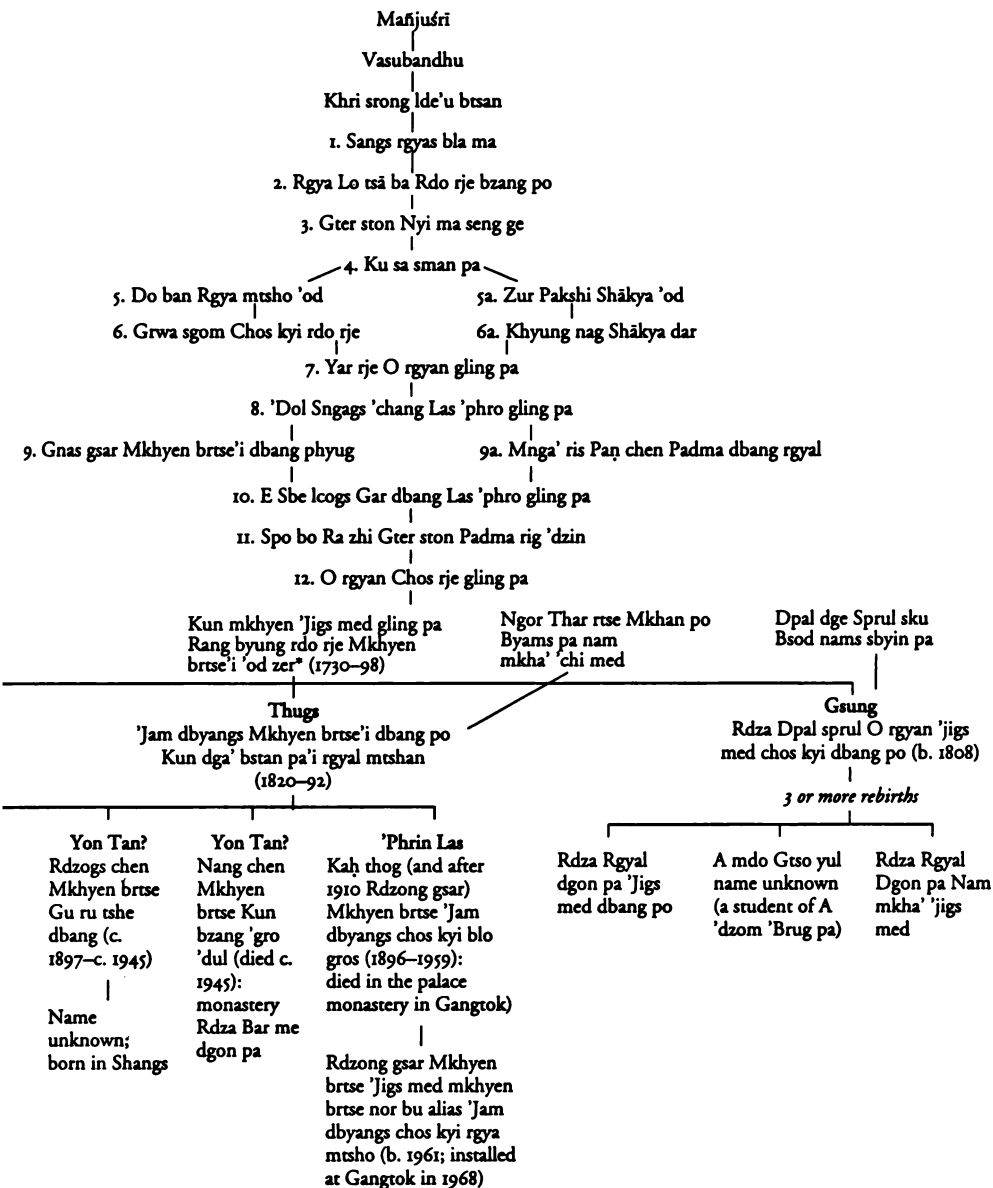 Mañjuśrī
Vasubandhu
Khri srong lde'u btsan
1. Sangs rgyas bla ma
2. Rgya Lo tsā ba Rdo rje bzang po
3. Gter ston Nyi ma seng ge
4. Ku sa sman pa
5. Do ban Rgya mtsho 'od
5a. Zur Pakshi Shākya 'od
6. Grwa sgom Chos kyi rdo rje
6a. Khyung nag Shākya dar
7. Yar rje O rgyan gling pa
8. 'Dol Sngags 'chang Las 'phro gling pa
9. Gnas gsar Mkhyen brtse'i dbang phyug
9a. Mnga' ris Paṇ chen Padma dbang rgyal
10. E Sbe lcogs Gar dbang Las 'phro gling pa
11. Spo bo Ra zhi Gter ston Padma rig 'dzin
12. O rgyan Chos rje gling pa
Kun mkhyen 'Jigs med gling pa
Rang byung rdo rje Mkhyen
brtse'i 'od zer* (1730–98)
Ngor Thar rtse Mkhan po
Byams pa nam
mkha' 'chi med
Dpal dge Sprul sku
Bsod nams sbyin pa
Thugs
'Jam dbyangs Mkhyen brtse'i dbang po
Kun dga' bstan pa'i rgyal mtshan
(1820–92)
Gsung
Rdza Dpal sprul O rgyan 'jigs
med chos kyi dbang po (b. 1808)
3 or more rebirths
Yon Tan?
Rdzogs chen
Mkhyen brtse
Gu ru tshe
dbang (c.
1897–c. 1945)
Name
unknown;
born in Shangs
Yon Tan?
Nang chen
Mkhyen
brtse Kun
bzang 'gro
'dul (died c.
1945):
monastery
Rdza Bar me
dgon pa
'Phrin Las
Kaḥ thog (and after
1910 Rdzong gsar)
Mkhyen brtse 'Jam
dbyangs chos kyi blo
gros (1896–1959):
died in the palace
monastery in Gangtok)
Rdzong gsar Mkhyen
brtse 'Jigs med mkhyen
brtse nor bu alias 'Jam
dbyangs chos kyi rgya
mtsho (b. 1961; installed
at Gangtok in 1968)
Rdza Rgyal
dgon pa 'Jigs
med dbang po
A mdo Gtso yul
name unknown
(a student of A
'dzom 'Brug pa)
Rdza Rgyal
Dgon pa Nam
mkha' 'jigs
med